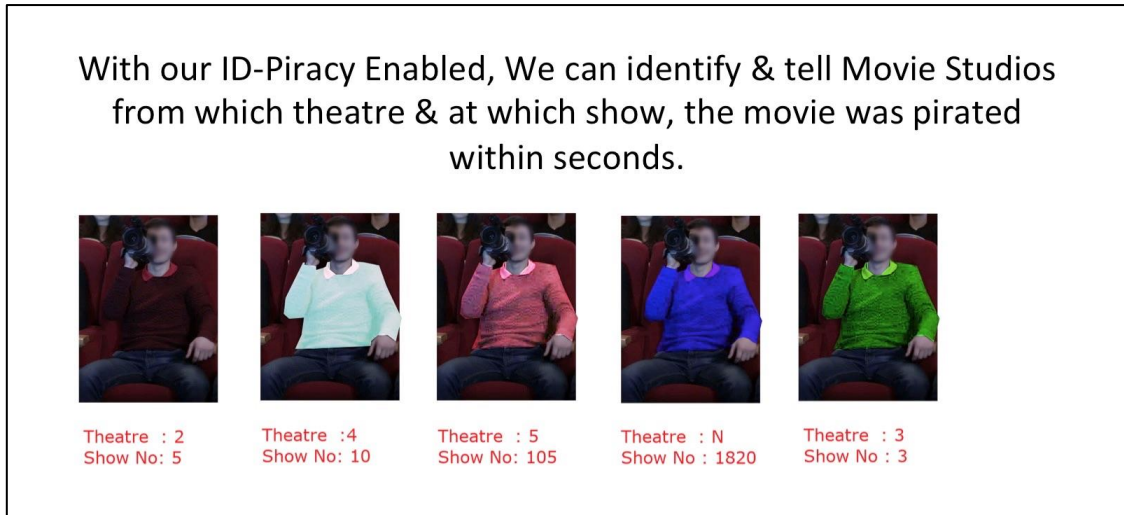 With our ID-Piracy Enabled, We can identify & tell Movie Studios
from which theatre & at which show, the movie was pirated
within seconds.
Theatre : 2
Show No: 5
Theatre :4
Show No: 10
Theatre : 5
Show No: 105
Theatre : N
Show No : 1820
Theatre : 3
Show No : 3